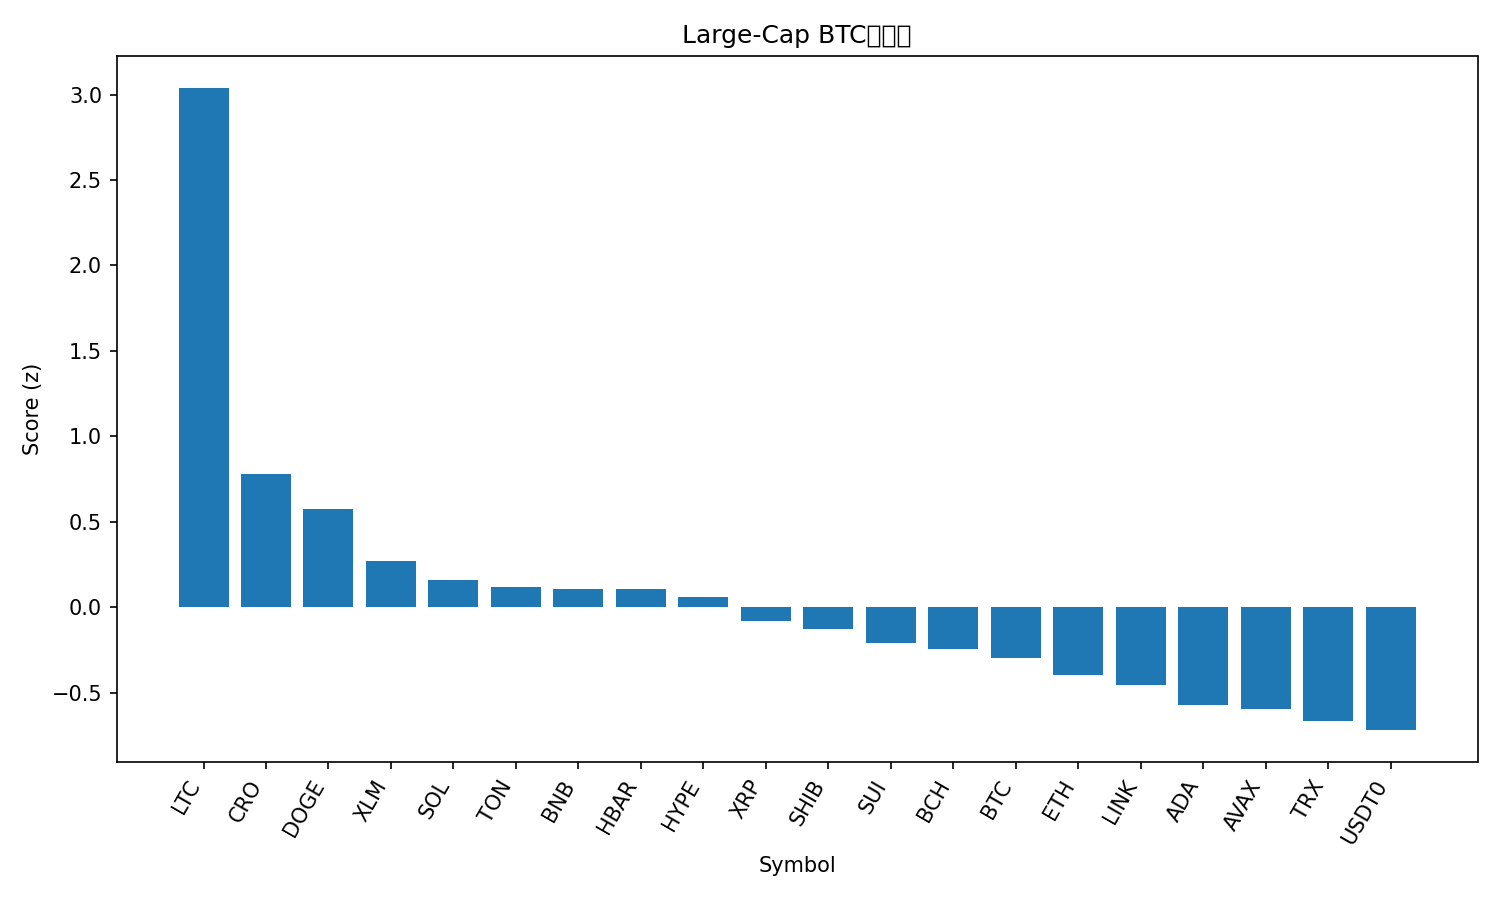 Large-Cap BTC
3.0
2.5
2.0
1.5
1.0
0.5
0.0
−0.5
Score (z)
LTC
CRO
DOGE
XLM
SOL
TON
BNB
HBAR
HYPE
XRP
SHIB
SUI
BCH
BTC
ETH
LINK
ADA
AVAX
TRX
USDT0
Symbol